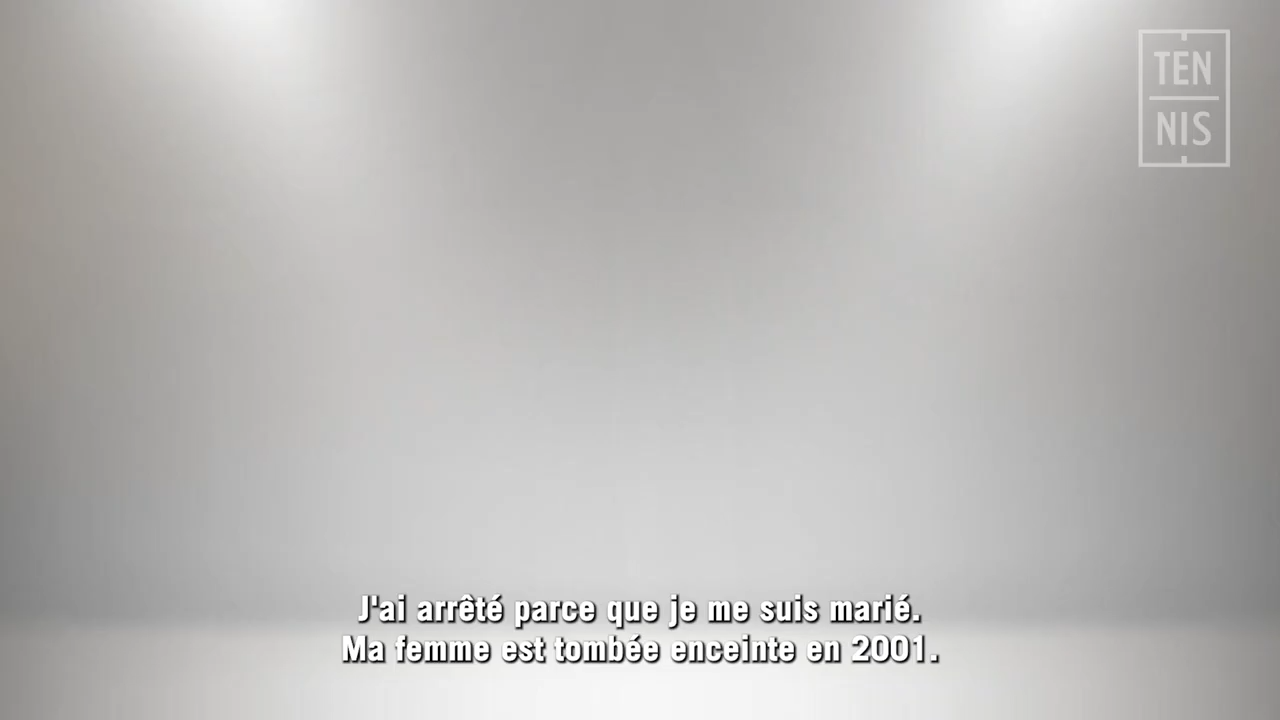 TEN
NIS
J'ai arrêté parce que je me suis marié.
Ma femme est tombée enceinte en 2001.